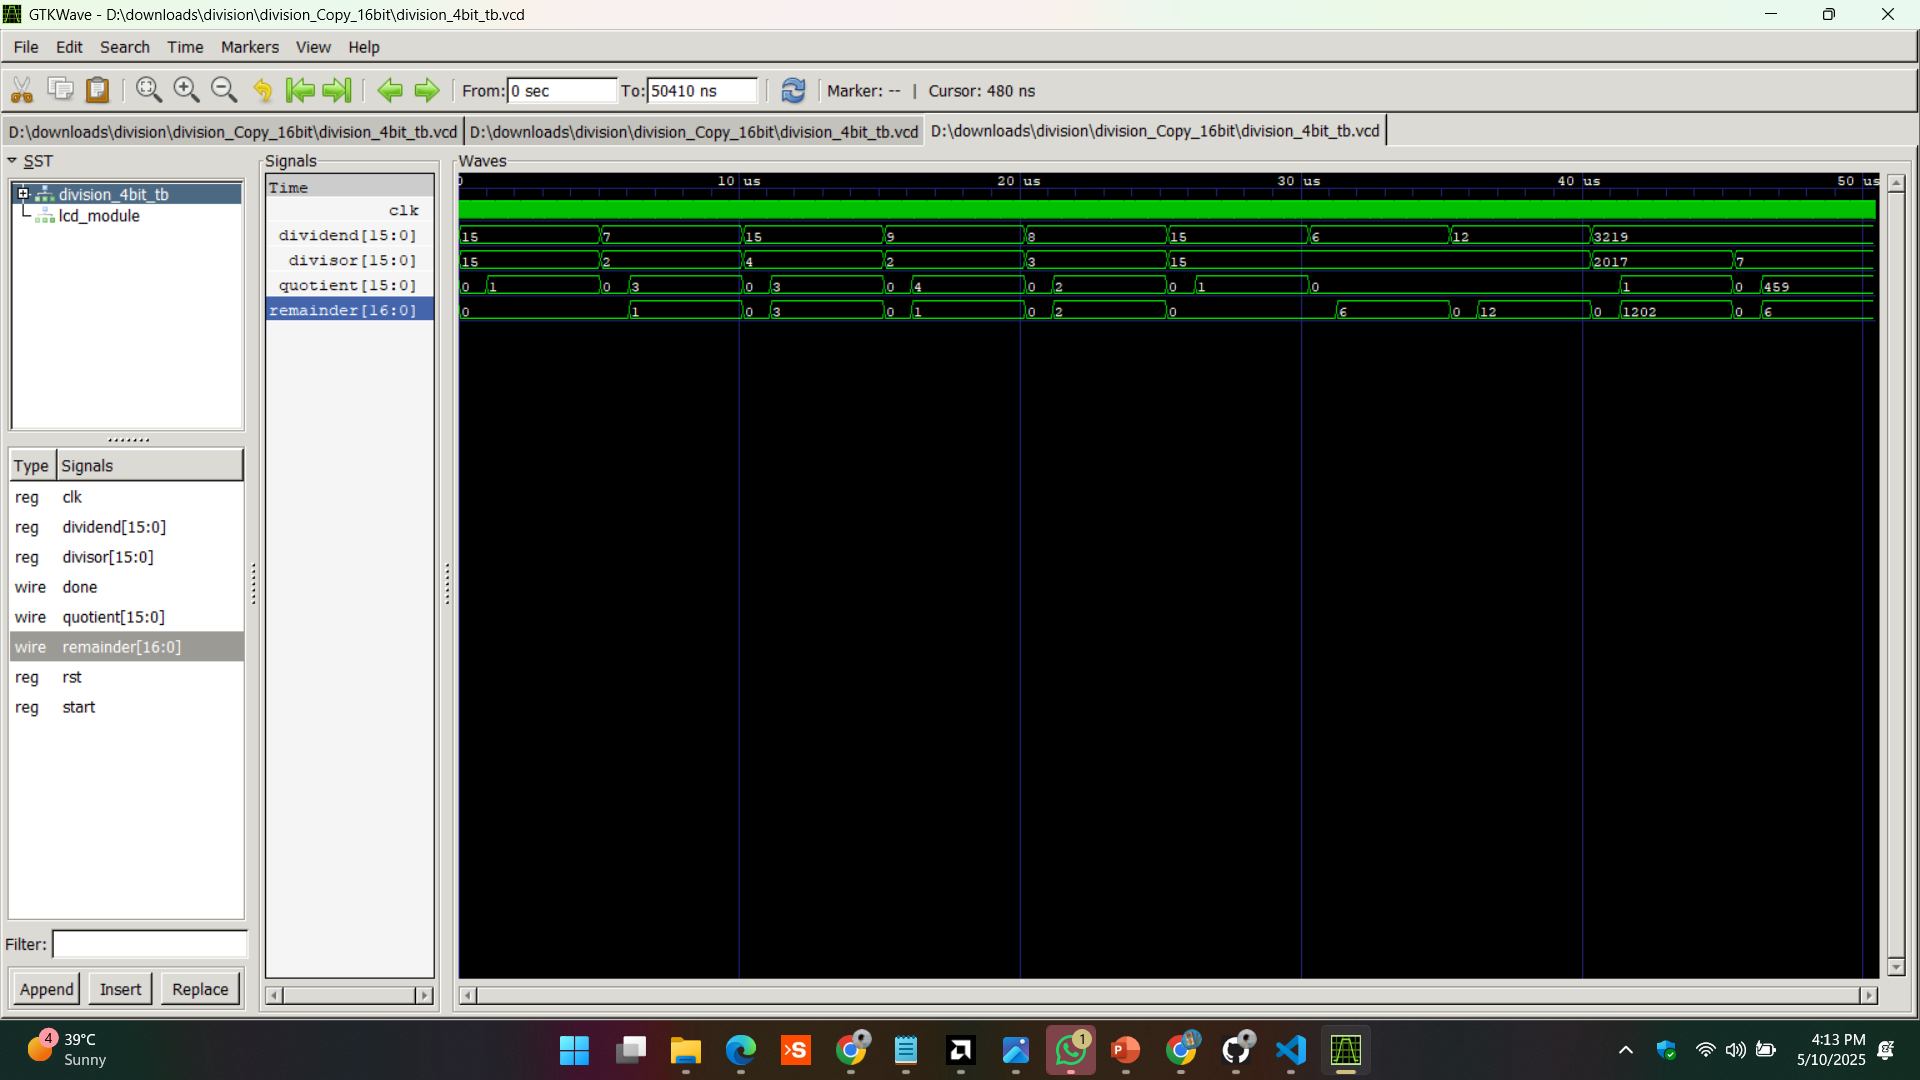 GTKWave - D:\downloads\division\division_Copy_16bit\division_4bit_tb.vcd
File Edit Search Time Markers View Help
From: 0 sec To: 50410 ns Marker: -- | Cursor: 480 ns
D:\downloads\division\division_Copy_16bit\division_4bit_tb.vcd D:\downloads\division\division_Copy_16bit\division_4bit_tb.vcd D:\downloads\division\division_Copy_16bit\division_4bit_tb.vcd
SST
division_4bit_tb
lcd_module
Type Signals
reg clk
reg dividend[15:0]
reg divisor[15:0]
wire done
wire quotient[15:0]
wire remainder[16:0]
reg rst
reg start
Filter:
Append Insert Replace
Signals
Time
clk
dividend[15:0]
divisor[15:0]
quotient[15:0]
remainder[16:0]
Waves
0 10 us 20 us 30 us 40 us 50 us
15 7 15 9 8 15 6 12 3219
15 2 4 2 3 15 2017 7
0 1 0 3 0 3 0 4 0 2 0 1 0 1 0 459
0 1 0 3 0 1 0 2 0 6 0 12 0 1202 0 6
4
39°C
Sunny
1
4:13 PM
5/10/2025